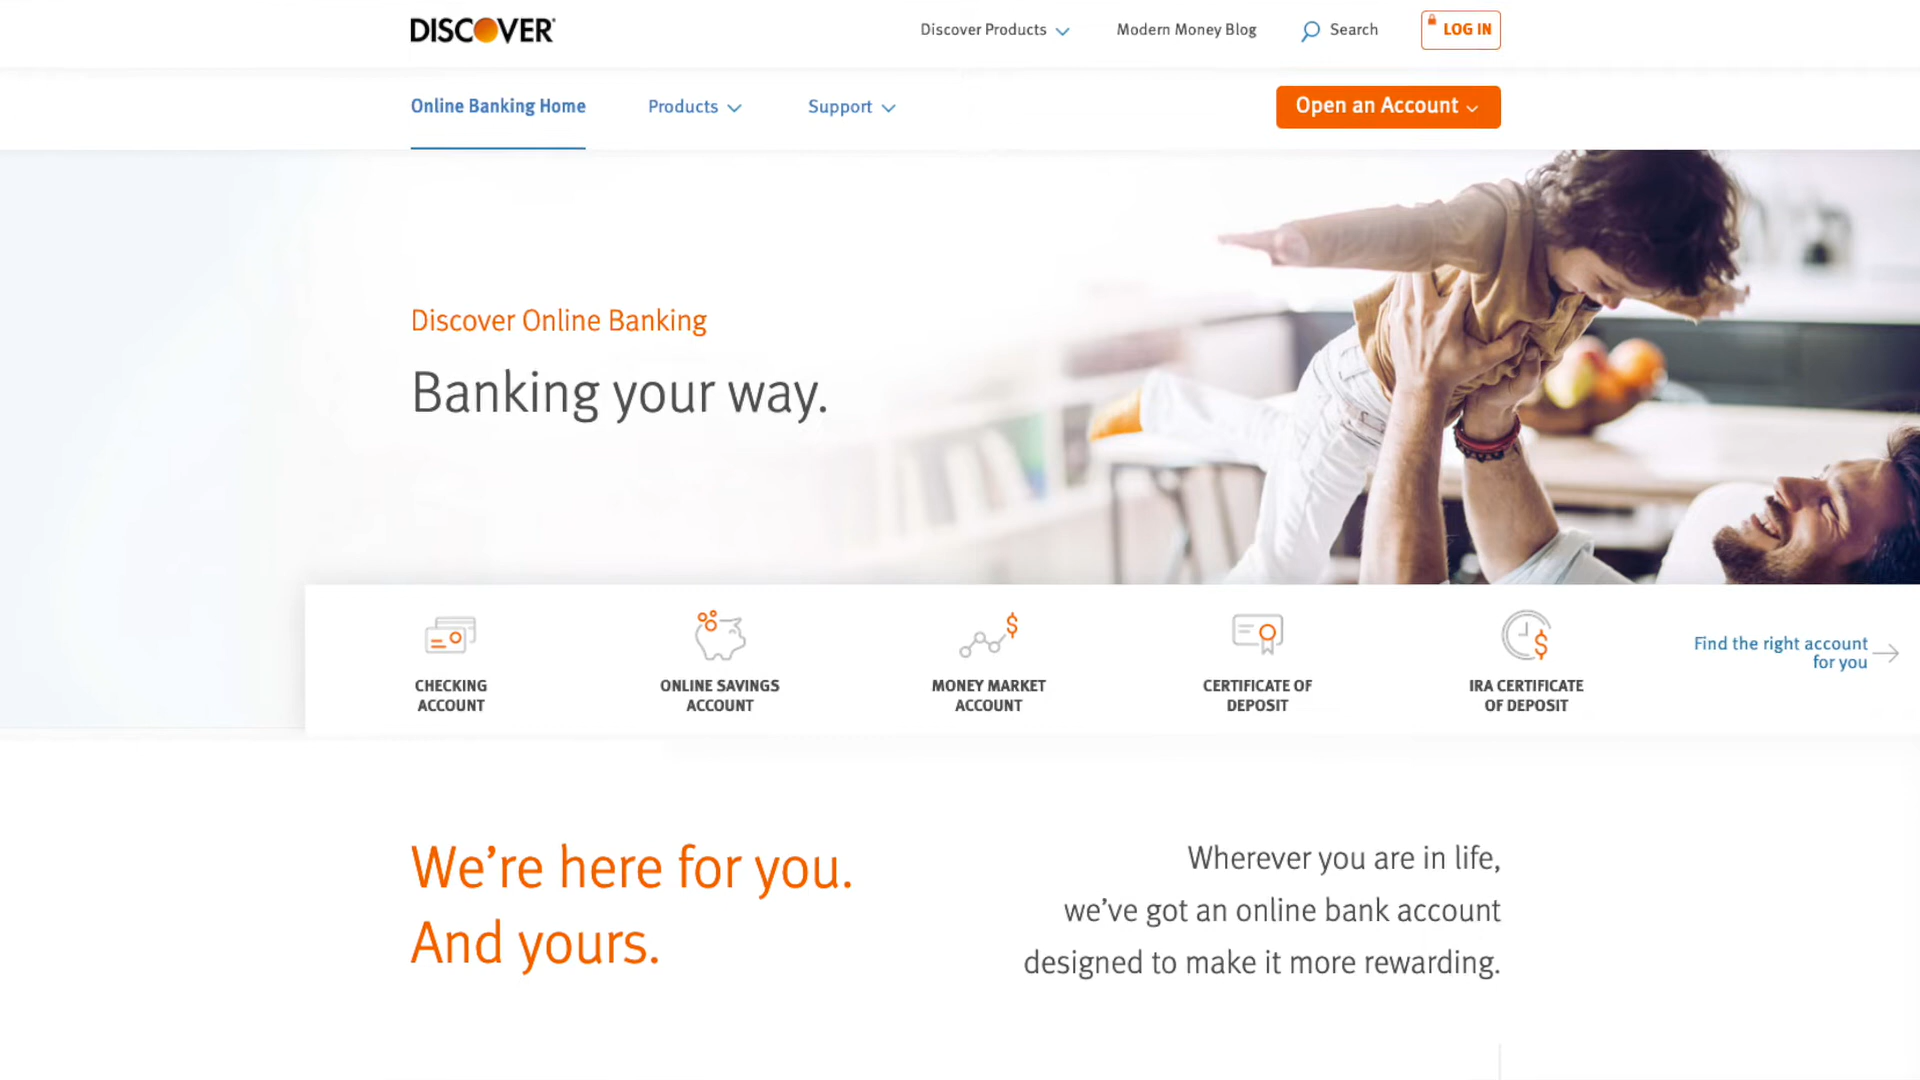 DISCOVER
Discover Products
Modern Money Blog
Search
LOG IN
Online Banking Home
Products
Support
Open an Account
Discover Online Banking
Banking your way.
CHECKING
ACCOUNT
ONLINE SAVINGS
ACCOUNT
MONEY MARKET
ACCOUNT
CERTIFICATE OF
DEPOSIT
IRA CERTIFICATE
OF DEPOSIT
Find the right account
for you
We’re here for you.
And yours.
Wherever you are in life,
we’ve got an online bank account
designed to make it more rewarding.